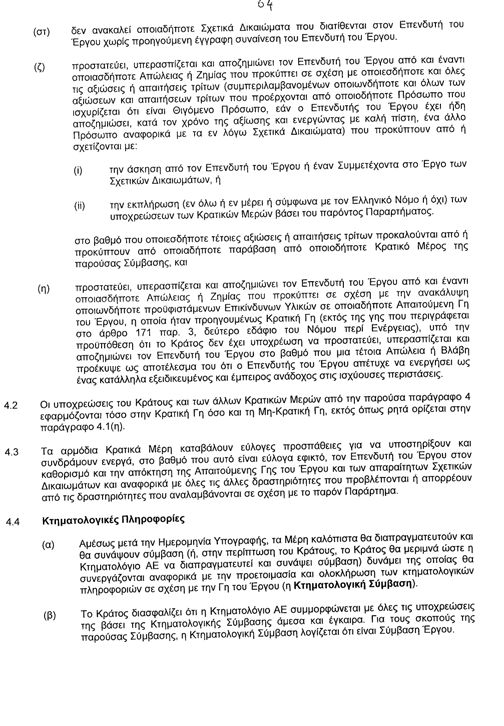 64
(στ) δεν ανακαλεί οποιαδήποτε Σχετικά Δικαιώματα που διατίθενται στον Επενδυτή του
Έργου χωρίς προηγούμενη έγγραφη συναίνεση του Επενδυτή του Έργου.
(ζ) προστατεύει, υπερασπίζεται και αποζημιώνει τον Επενδυτή του Έργου από και έναντι
οποιασδήποτε Απώλειας ή Ζημίας που προκύπτει σε σχέση με οποιεσδήποτε και όλες
τις αξιώσεις ή απαιτήσεις τρίτων (συμπεριλαμβανομένων οποιωνδήποτε και όλων των
αξιώσεων και απαιτήσεων τρίτων που προέρχονται από οποιοδήποτε Πρόσωπο που
ισχυρίζεται ότι είναι Θιγόμενο Πρόσωπο, εάν ο Επενδυτής του Έργου έχει ήδη
αποζημιώσει, κατά τον χρόνο της αξίωσης και ενεργώντας με καλή πίστη, ένα άλλο
Πρόσωπο αναφορικά με τα εν λόγω Σχετικά Δικαιώματα) που προκύπτουν από ή
σχετίζονται με:
(i) την άσκηση από τον Επενδυτή του Έργου ή έναν Συμμετέχοντα στο Έργο των
Σχετικών Δικαιωμάτων, ή
(ii) την εκπλήρωση (εν όλω ή εν μέρει ή σύμφωνα με τον Ελληνικό Νόμο ή όχι) των
υποχρεώσεων των Κρατικών Μερών βάσει του παρόντος Παραρτήματος.
στο βαθμό που οποιεσδήποτε τέτοιες αξιώσεις ή απαιτήσεις τρίτων προκαλούνται από ή
προκύπτουν από οποιαδήποτε παράβαση από οποιοδήποτε Κρατικό Μέρος της
παρούσας Σύμβασης, και
(η) προστατεύει, υπερασπίζεται και αποζημιώνει τον Επενδυτή του Έργου από και έναντι
οποιασδήποτε Απώλειας ή Ζημίας που προκύπτει σε σχέση με την ανακάλυψη
οποιωνδήποτε προϋφιστάμενων Επικίνδυνων Υλικών σε οποιαδήποτε Απαιτούμενη Γη
του Έργου, η οποία ήταν προηγουμένως Κρατική Γη (εκτός της γης που περιγράφεται
στο άρθρο 171 παρ. 3, δεύτερο εδάφιο του Νόμου περί Ενέργειας), υπό την
προϋπόθεση ότι το Κράτος δεν έχει υποχρέωση να προστατεύει, υπερασπίζεται και
αποζημιώνει τον Επενδυτή του Έργου στο βαθμό που μια τέτοια Απώλεια ή Βλάβη
προέκυψε ως αποτέλεσμα του ότι ο Επενδυτής του Έργου απέτυχε να ενεργήσει ως
ένας κατάλληλα εξειδικευμένος και έμπειρος ανάδοχος στις ισχύουσες περιστάσεις.
4.2 Οι υποχρεώσεις του Κράτους και των άλλων Κρατικών Μερών από την παρούσα παράγραφο 4
εφαρμόζονται τόσο στην Κρατική Γη όσο και τη Μη-Κρατική Γη, εκτός όπως ρητά ορίζεται στην
παράγραφο 4.1(η).
4.3 Τα αρμόδια Κρατικά Μέρη καταβάλουν εύλογες προσπάθειες για να υποστηρίξουν και
συνδράμουν ενεργά, στο βαθμό που αυτό είναι εύλογα εφικτό, τον Επενδυτή του Έργου στον
καθορισμό και την απόκτηση της Απαιτούμενης Γης του Έργου και των απαραίτητων Σχετικών
Δικαιωμάτων και αναφορικά με όλες τις άλλες δραστηριότητες που προβλέπονται ή απορρέουν
από τις δραστηριότητες που αναλαμβάνονται σε σχέση με το παρόν Παράρτημα.
4.4 Κτηματολογικές Πληροφορίες
(α) Αμέσως μετά την Ημερομηνία Υπογραφής, τα Μέρη καλόπιστα θα διαπραγματευτούν και
θα συνάψουν σύμβαση (ή, στην περίπτωση του Κράτους, το Κράτος θα μεριμνά ώστε η
Κτηματολόγιο ΑΕ να διαπραγματευτεί και συνάψει σύμβαση) δυνάμει της οποίας θα
συνεργάζονται αναφορικά με την προετοιμασία και ολοκλήρωση των κτηματολογικών
πληροφοριών σε σχέση με την Γη του Έργου (η Κτηματολογική Σύμβαση).
(β) Το Κράτος διασφαλίζει ότι η Κτηματολόγιο ΑΕ συμμορφώνεται με όλες τις υποχρεώσεις
της βάσει της Κτηματολογικής Σύμβασης άμεσα και έγκαιρα. Για τους σκοπούς της
παρούσας Σύμβασης, η Κτηματολογική Σύμβαση λογίζεται ότι είναι Σύμβαση Έργου.